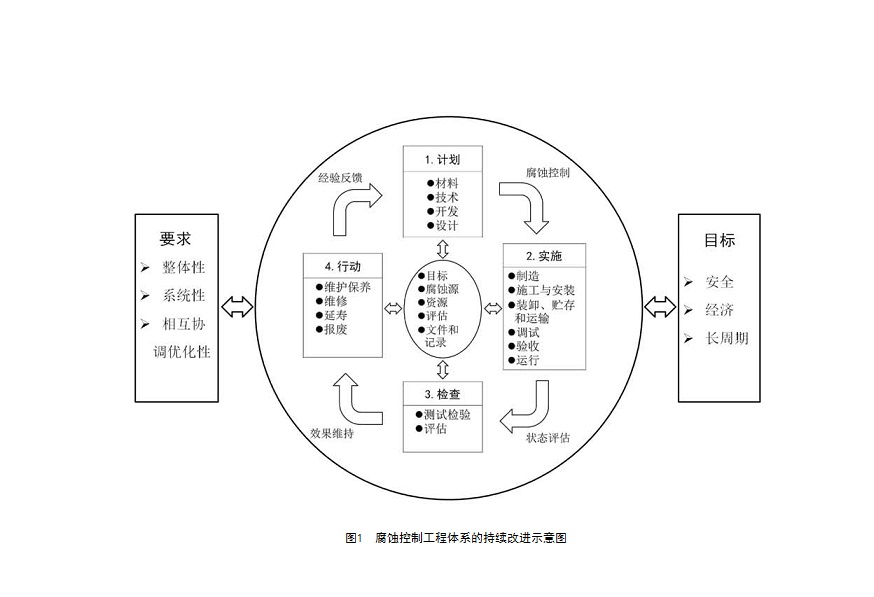 1.计划
●材料
●技术
●开发
●设计
经验反馈
腐蚀控制
要求
➢ 整体性
➢ 系统性
➢ 相互协
调优化性
4.行动
●维护保养
●维修
●延寿
●报废
●目标
●腐蚀源
●资源
●评估
●文件和
记录
2.实施
●制造
●施工与安装
●装卸、贮存
和运输
●调试
●验收
●运行
目标
➢ 安全
➢ 经济
➢ 长周期
3.检查
●测试检验
●评估
效果维持
状态评估
图1 腐蚀控制工程体系的持续改进示意图